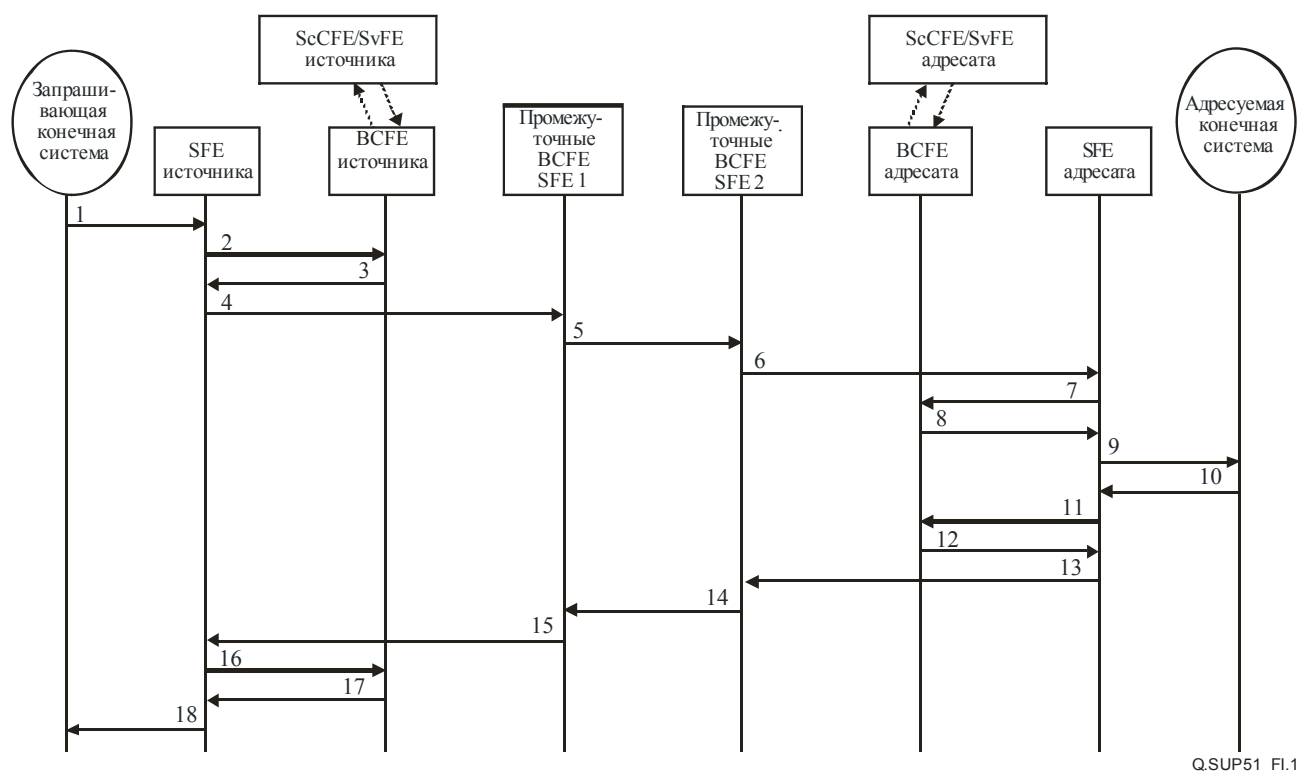 ScCFE/SvFE
источника
ScCFE/SvFE
адресата
Запраши-
вающая
конечная
система
SFE
источника
BCFE
источника
Промежу-
точные
BCFE
SFE 1
Промежу-
точные
BCFE
SFE 2
BCFE
адресата
SFE
адресата
Адресуемая
конечная
система
1
2
3
4
5
6
7
8
9
10
11
12
13
14
15
16
17
18
Q.SUP51_FI.1